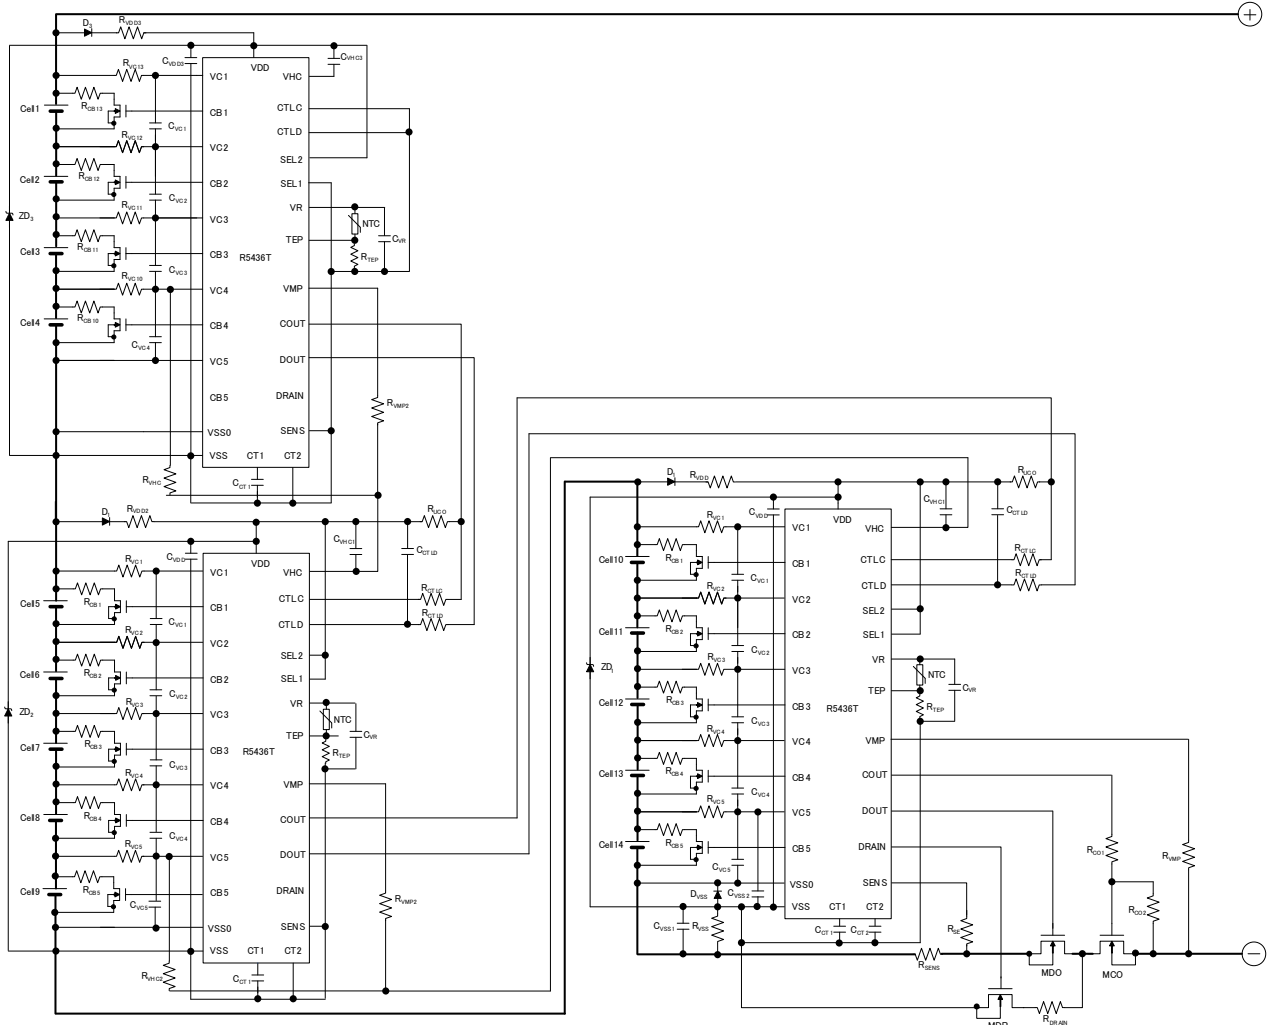 +
D3
RVDD3
CVDD3
VDD
VHC
CVHC3
RVC13
VC1
Cell1
RCB13
CB1
CVC1
CTLC
CTLD
RVC12
VC2
SEL2
Cell2
RCB12
CB2
CVC2
SEL1
ZD3
RVC11
VC3
VR
NTC
CVR
TEP
RTEP
Cell3
RCB11
CB3
CVC3
R5436T
RVC10
VC4
VMP
Cell4
RCB10
CB4
CVC4
COUT
VC5
DOUT
CB5
DRAIN
RVMP2
VSS0
SENS
VSS
CT1
CT2
RVHC
CCT1
D1
RVDD2
CVDD
VDD
CVHC1
VHC
RUCO
CCTLD
RVC1
VC1
Cell5
RCB1
CB1
CVC1
CTLC
RCTLC
CTLD
RCTLD
RVC2
VC2
SEL2
Cell6
RCB2
CB2
CVC2
SEL1
ZD2
RVC3
VC3
VR
NTC
CVR
TEP
RTEP
Cell7
RCB3
CB3
CVC3
R5436T
RVC4
VC4
VMP
Cell8
RCB4
CB4
CVC4
COUT
RVC5
VC5
DOUT
Cell9
RCB5
CB5
CVC5
DRAIN
RVMP2
VSS0
SENS
VSS
CT1
CT2
RVHC2
CCT1
D1
RVDD
CVDD
VDD
VHC
CVHC1
RUCO
CCTLD
RVC1
VC1
Cell10
RCB1
CB1
CVC1
CTLC
RCTLC
CTLD
RCTLD
RVC2
VC2
SEL2
Cell11
RCB2
CB2
CVC2
SEL1
ZD1
RVC3
VC3
VR
NTC
CVR
TEP
RTEP
Cell12
RCB3
CB3
CVC3
R5436T
RVC4
VC4
VMP
Cell13
RCB4
CB4
CVC4
COUT
RVC5
VC5
DOUT
Cell14
RCB5
CB5
CVC5
DRAIN
RCO1
RVMP
VSS0
SENS
DVSS
CVSS2
VSS
CT1
CT2
CVSS1
RVSS
CCT1
CCT2
RSE
RCO2
RSENS
MDO
MCO
−
MDR
RDRAIN